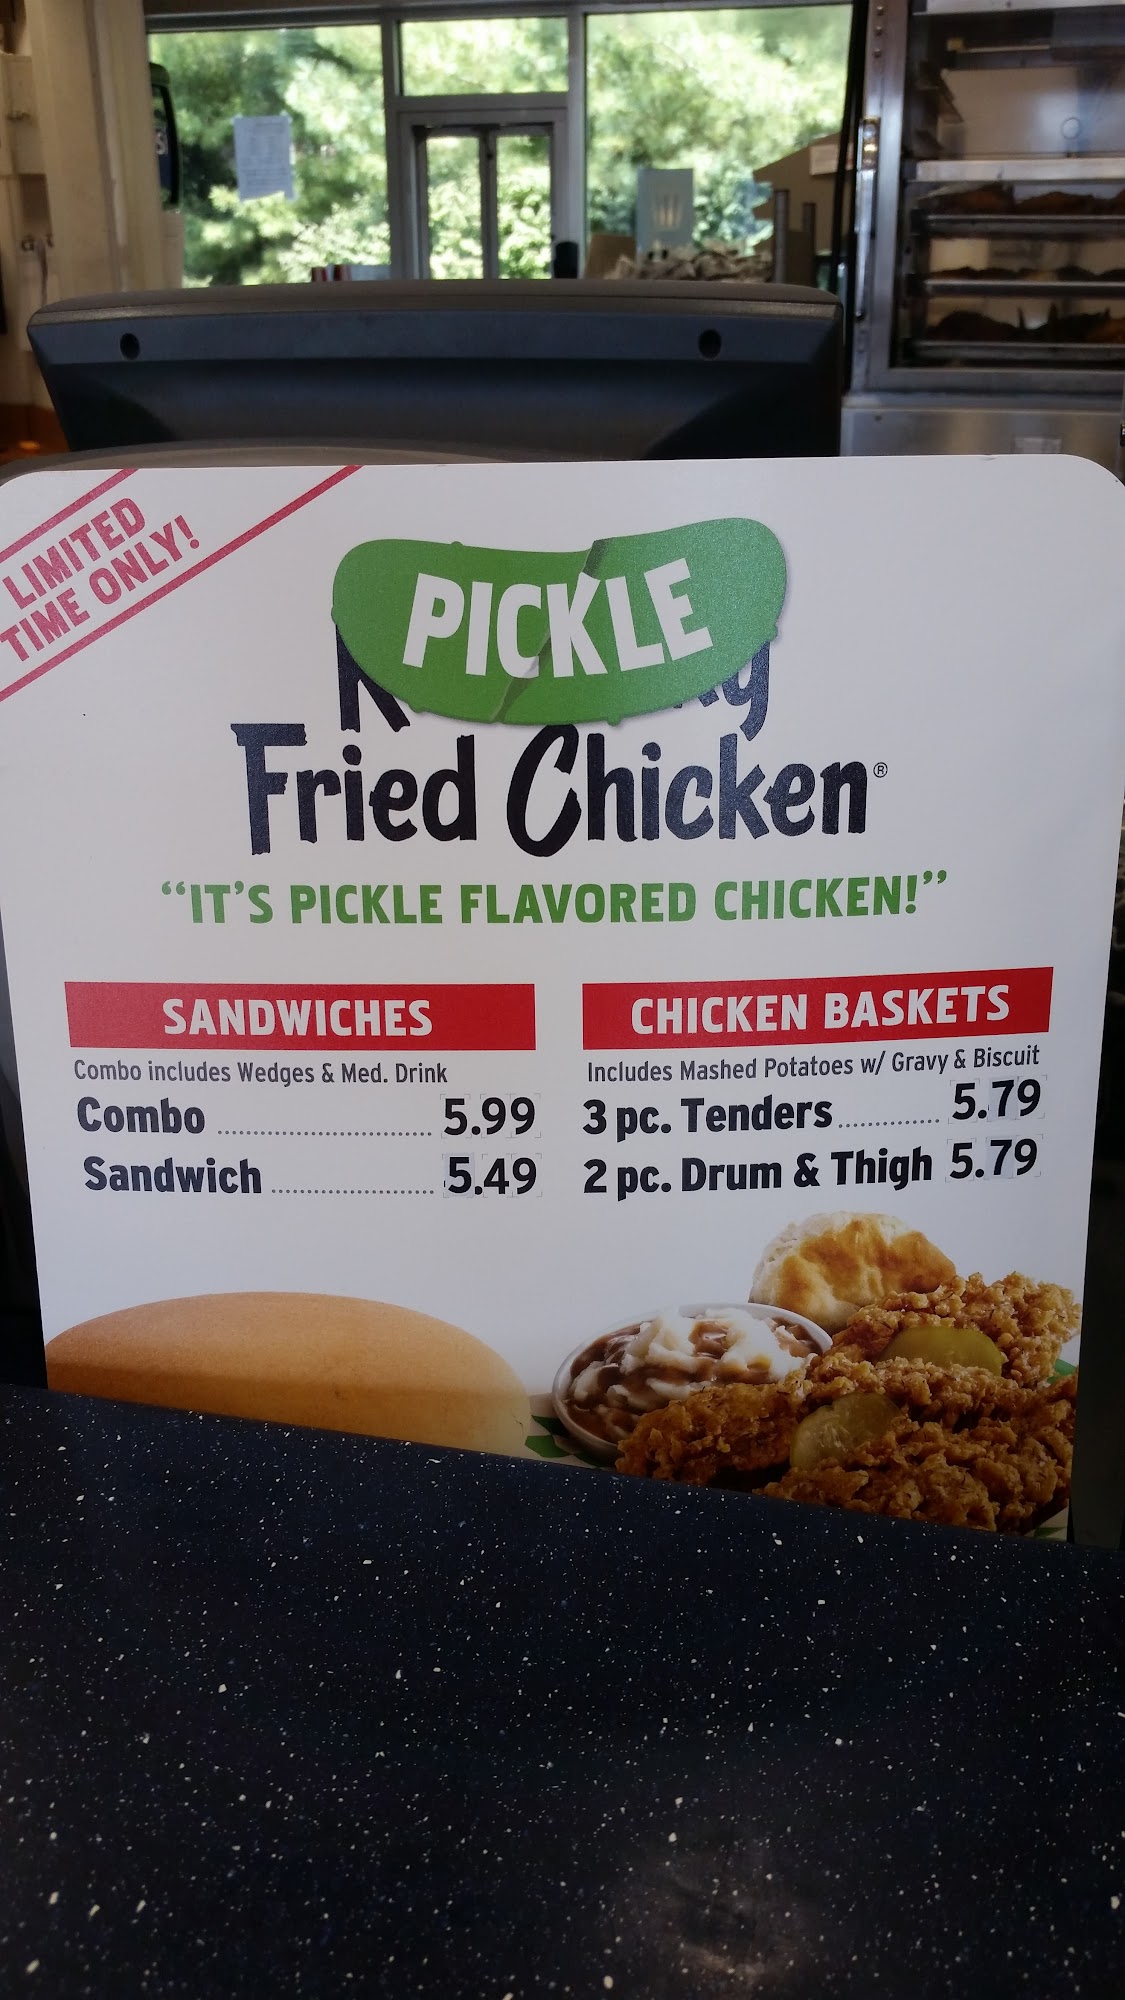 LIMITED
TIME ONLY!
PICKLE
Fried Chicken®
“IT’S PICKLE FLAVORED CHICKEN!”
SANDWICHES
Combo includes Wedges & Med. Drink
Combo 5.99
Sandwich 5.49
CHICKEN BASKETS
Includes Mashed Potatoes w/ Gravy & Biscuit
3 pc. Tenders 5.79
2 pc. Drum & Thigh 5.79